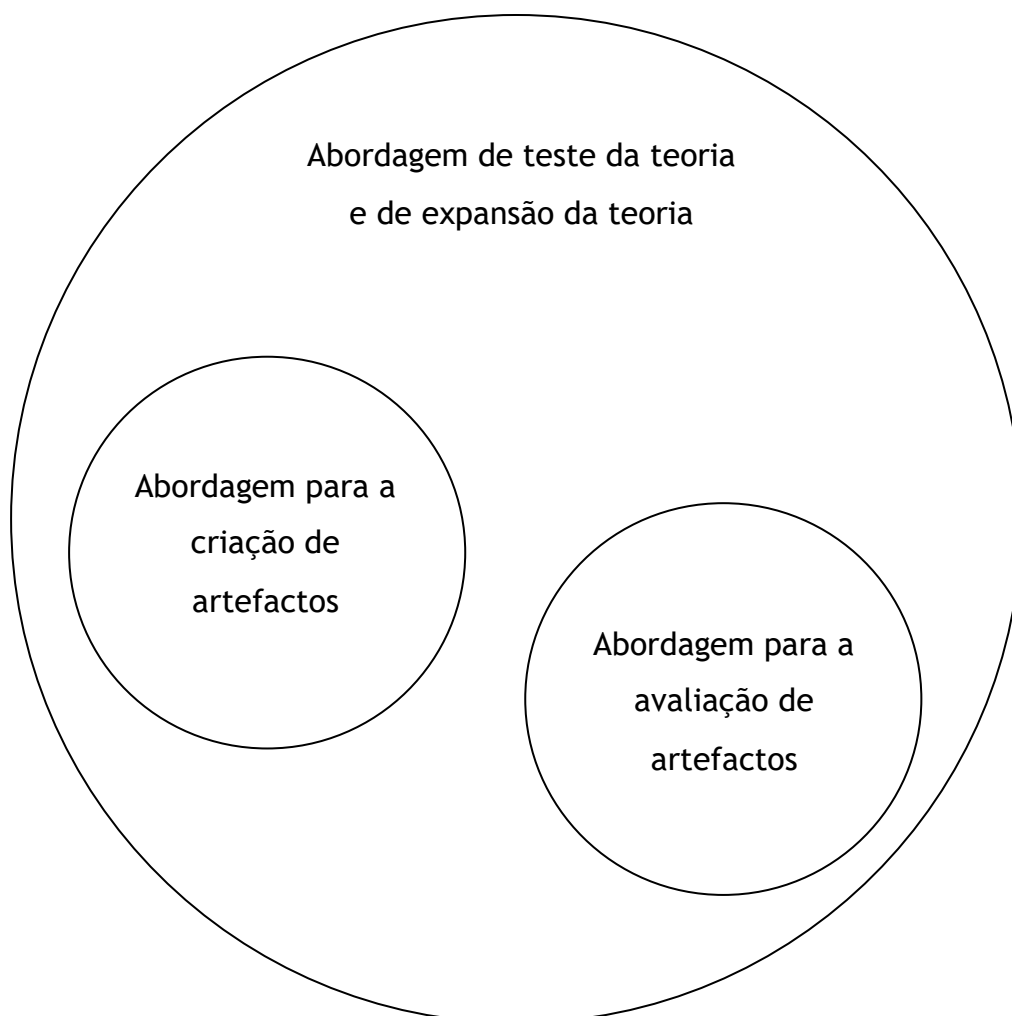 Abordagem de teste da teoria
e de expansão da teoria
Abordagem para a
criação de
artefactos
Abordagem para a
avaliação de
artefactos